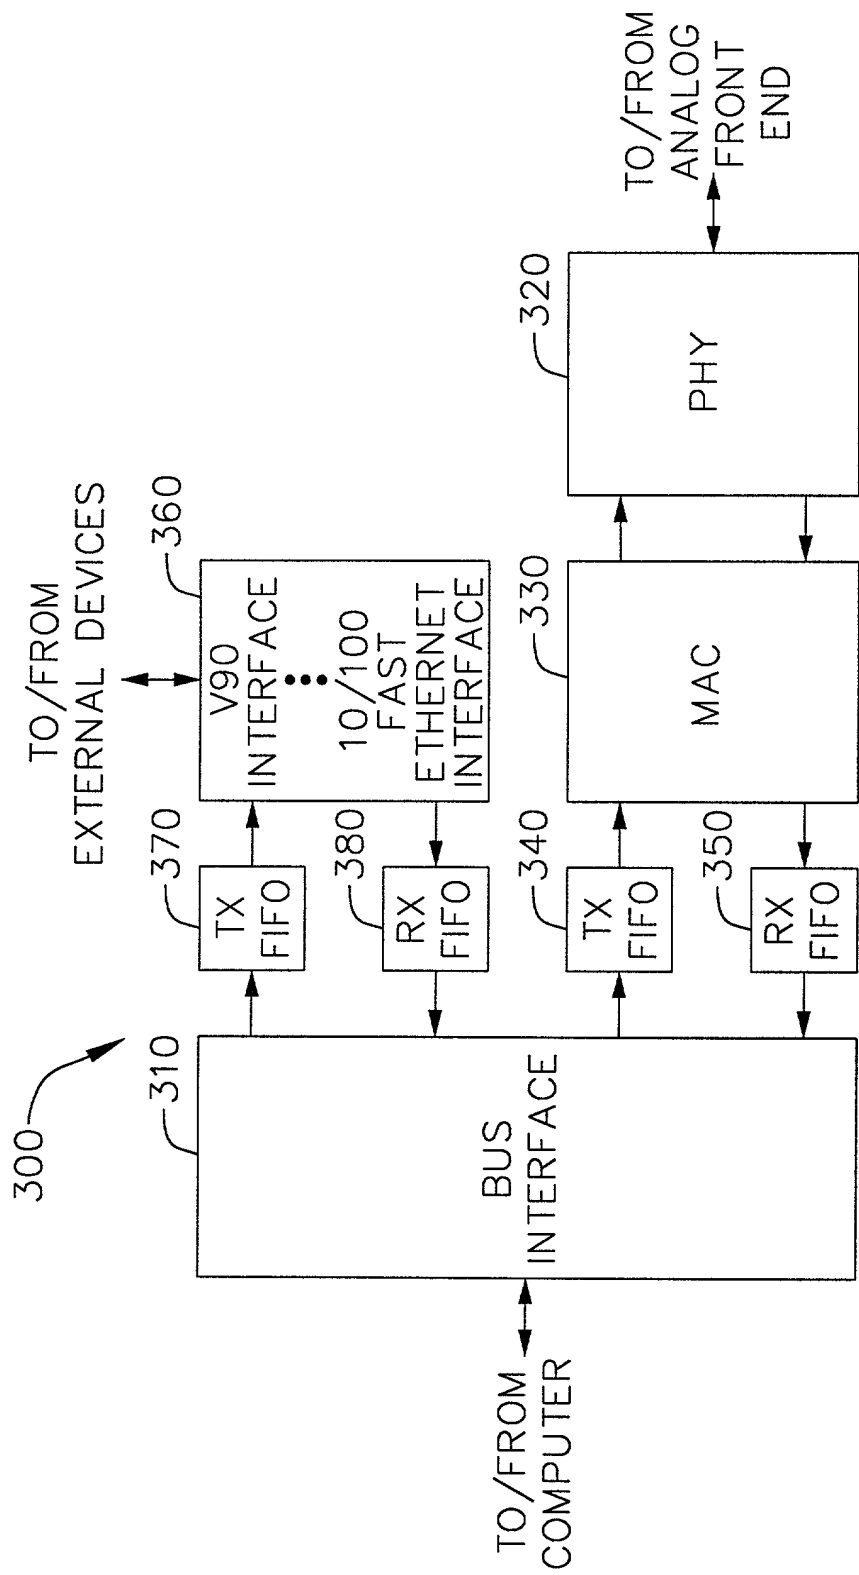 300
TO/FROM
EXTERNAL DEVICES
310
370
360
TX
FIFO
V90
INTERFACE
10/100
FAST
ETHERNET
INTERFACE
380
RX
FIFO
BUS
INTERFACE
TO/FROM
COMPUTER
340
TX
FIFO
330
MAC
320
PHY
TO/FROM
ANALOG
FRONT
END
350
RX
FIFO